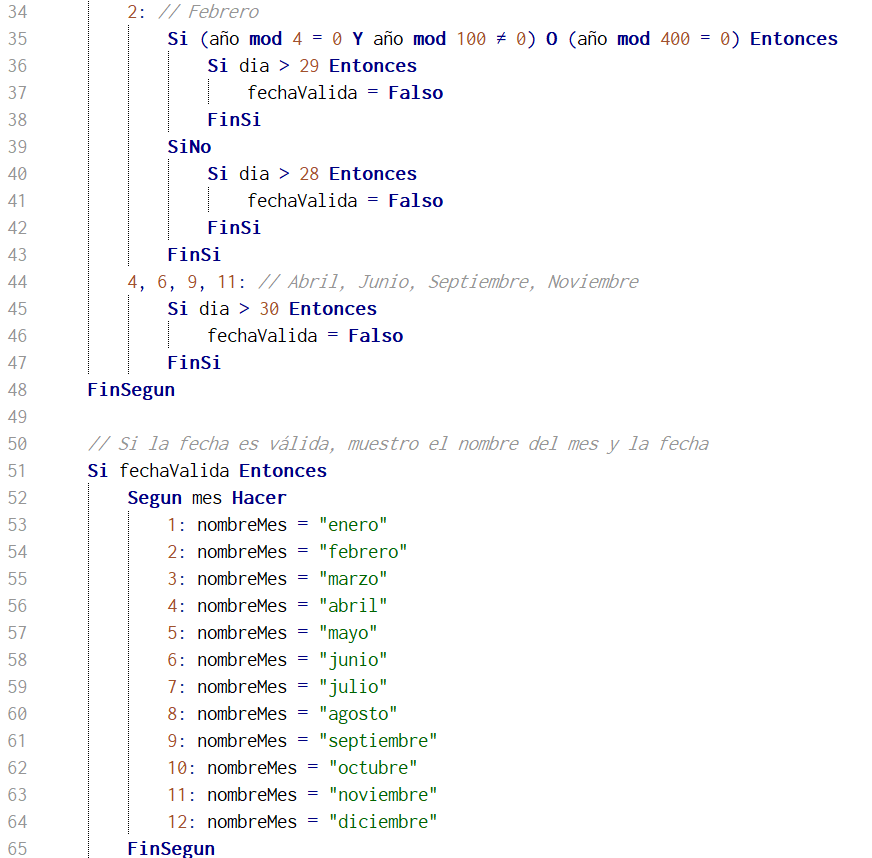 34 2: // Febrero
35 Si (año mod 4 = 0 Y año mod 100 ≠ 0) O (año mod 400 = 0) Entonces
36 Si dia > 29 Entonces
37 fechaValida = Falso
38 FinSi
39 SiNo
40 Si dia > 28 Entonces
41 fechaValida = Falso
42 FinSi
43 FinSi
44 4, 6, 9, 11: // Abril, Junio, Septiembre, Noviembre
45 Si dia > 30 Entonces
46 fechaValida = Falso
47 FinSi
48 FinSegun
49
50 // Si la fecha es válida, muestro el nombre del mes y la fecha
51 Si fechaValida Entonces
52 Segun mes Hacer
53 1: nombreMes = "enero"
54 2: nombreMes = "febrero"
55 3: nombreMes = "marzo"
56 4: nombreMes = "abril"
57 5: nombreMes = "mayo"
58 6: nombreMes = "junio"
59 7: nombreMes = "julio"
60 8: nombreMes = "agosto"
61 9: nombreMes = "septiembre"
62 10: nombreMes = "octubre"
63 11: nombreMes = "noviembre"
64 12: nombreMes = "diciembre"
65 FinSegun